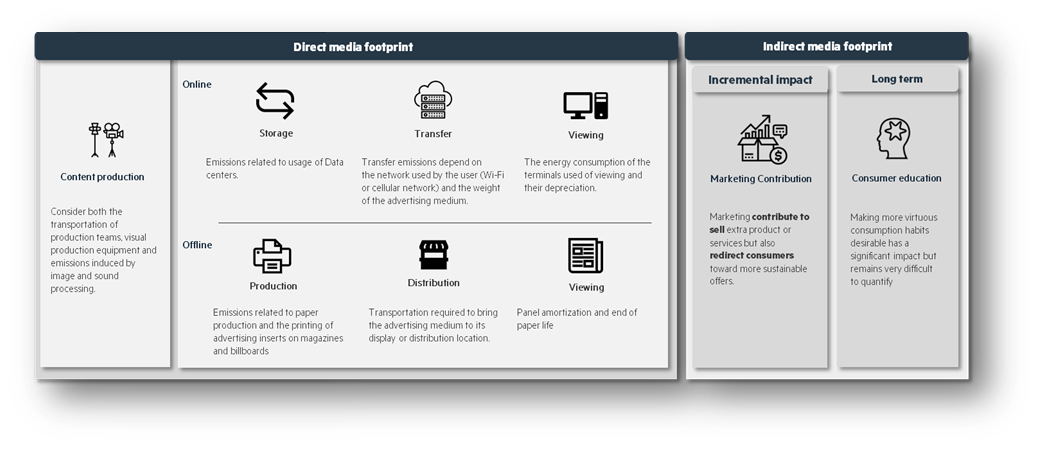 Direct media footprint
Content production
Consider both the
transportation of
production teams, visual
production equipment and
emissions induced by
image and sound
processing.
Online
Storage
Emissions related to usage of Data
centers.
Transfer
Transfer emissions depend on
the network used by the user (Wi-Fi
or cellular network) and the weight
of the advertising medium.
Viewing
The energy consumption of the
terminals used of viewing and
their depreciation.
Offline
Production
Emissions related to paper
production and the printing of
advertising inserts on magazines
and billboards
Distribution
Transportation required to bring
the advertising medium to its
display or distribution location.
Viewing
Panel amortization and end of
paper life
Indirect media footprint
Incremental impact
Marketing Contribution
Marketing contribute to
sell extra product or
services but also
redirect consumers
toward more sustainable
offers.
Long term
Consumer education
Making more virtuous
consumption habits
desirable has a
significant impact but
remains very difficult
to quantify